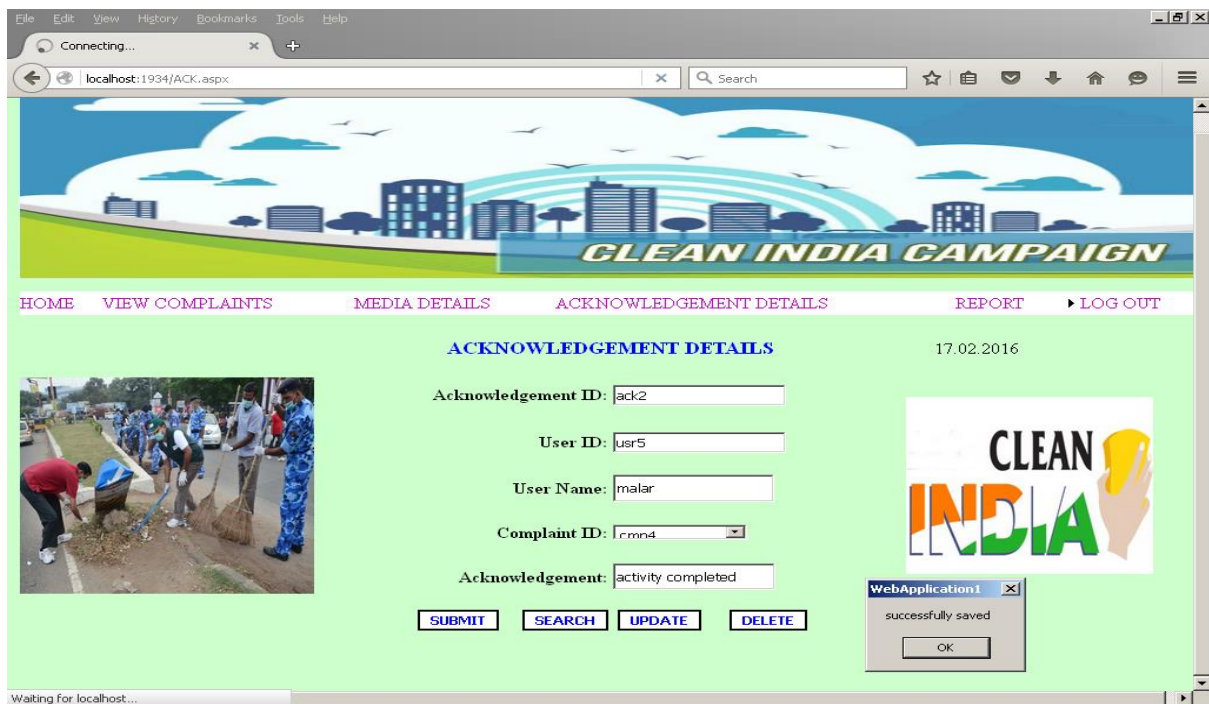 File Edit View History Bookmarks Tools Help
Connecting...
localhost:1934/ACK.aspx
Search
CLEAN INDIA CAMPAIGN
HOME VIEW COMPLAINTS MEDIA DETAILS ACKNOWLEDGEMENT DETAILS REPORT LOG OUT
ACKNOWLEDGEMENT DETAILS 17.02.2016
Acknowledgement ID: ack2
User ID: usr5
User Name: malar
Complaint ID: cmp4
Acknowledgement: activity completed
SUBMIT SEARCH UPDATE DELETE
CLEAN
INDIA
WebApplication1
successfully saved
OK
Waiting for localhost...